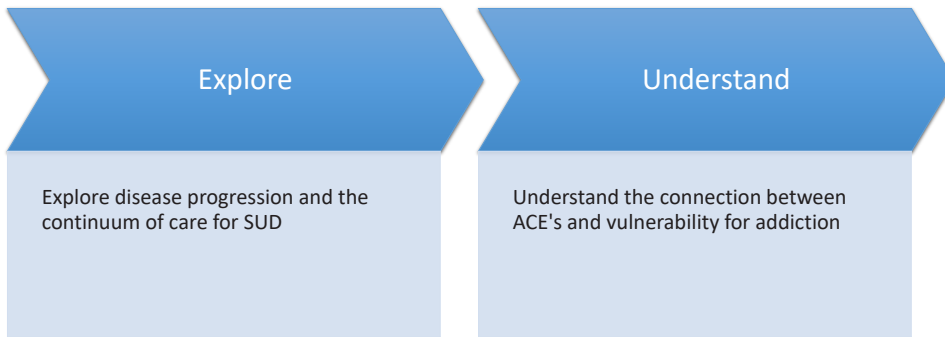 Explore
Explore disease progression and the
continuum of care for SUD
Understand
Understand the connection between
ACE's and vulnerability for addiction